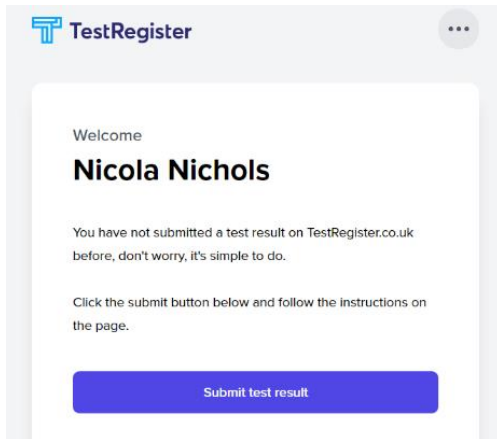 TestRegister
Welcome
Nicola Nichols
You have not submitted a test result on TestRegister.co.uk
before, don't worry, it's simple to do.
Click the submit button below and follow the instructions on
the page.
Submit test result